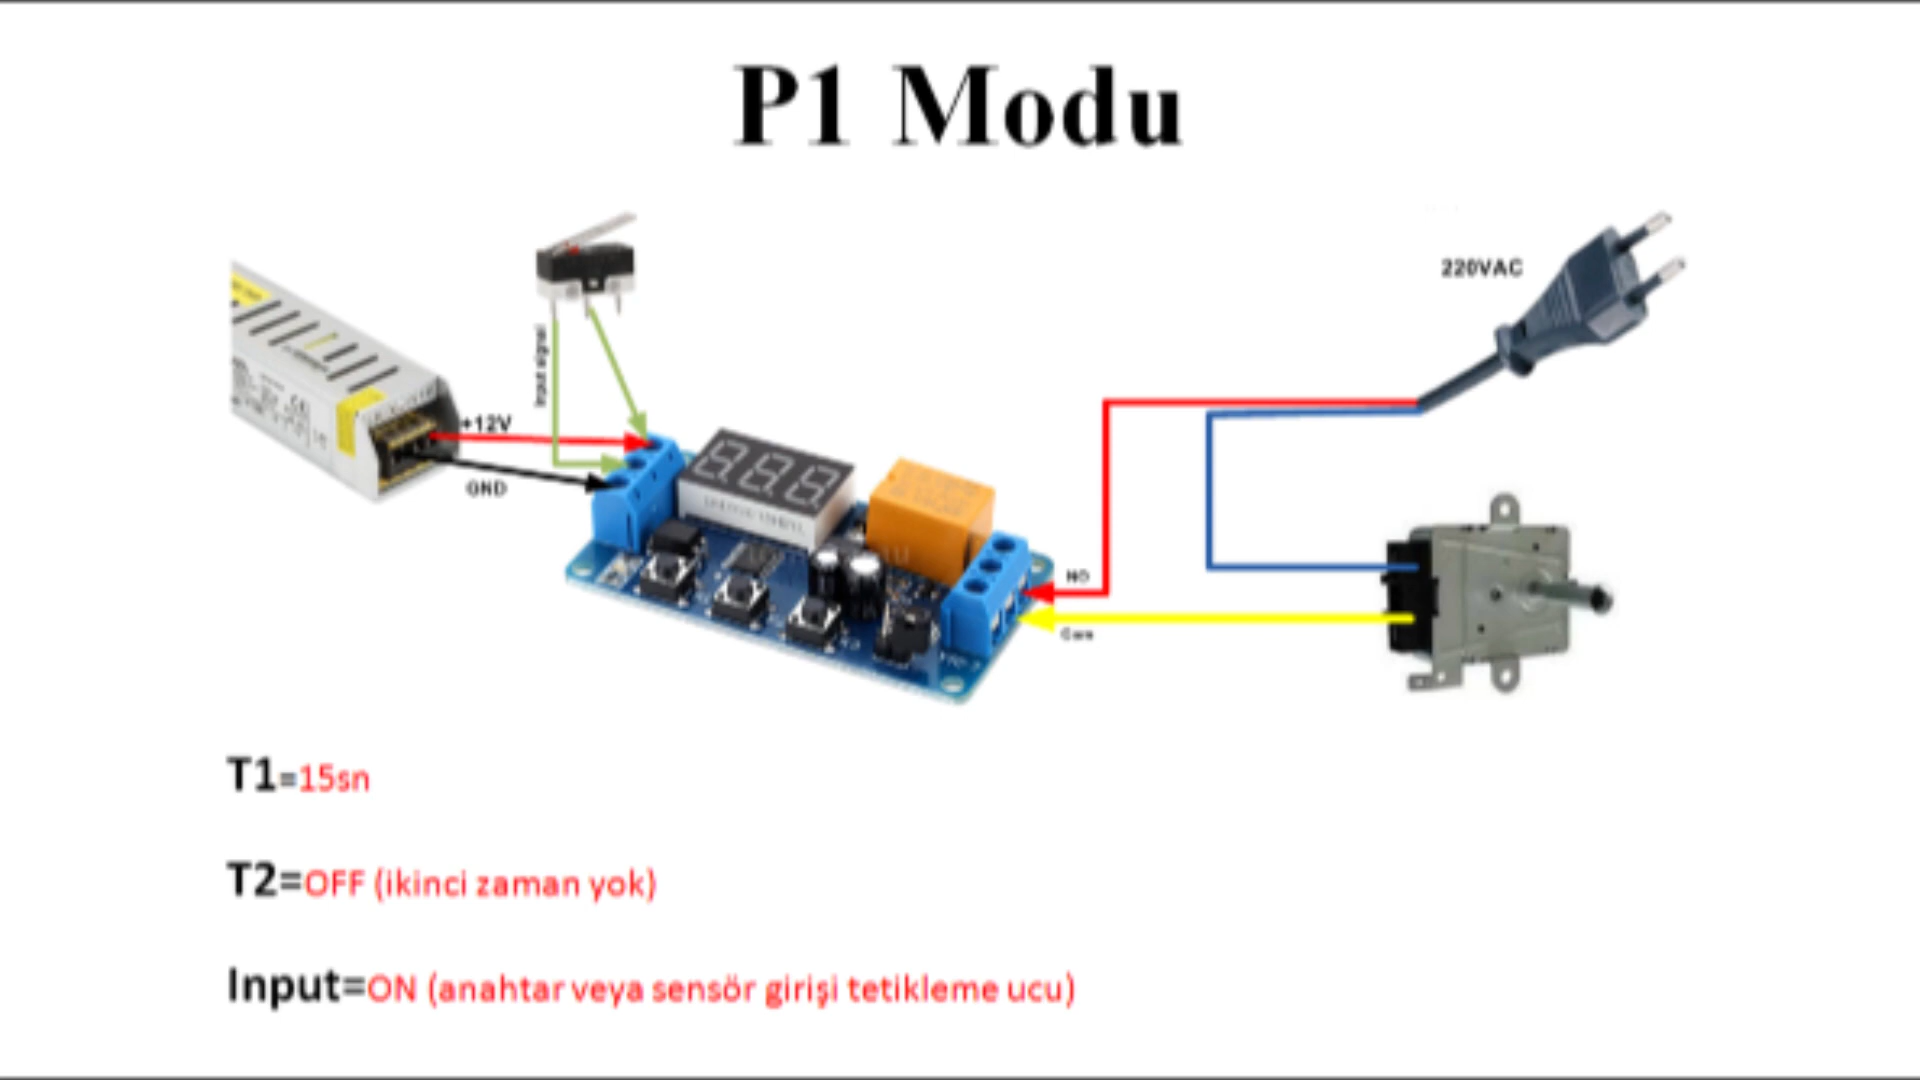 P1 Modu
220VAC
Input signal
+12V
GND
NO
Com
T1=15sn
T2=OFF (ikinci zaman yok)
Input=ON (anahtar veya sensör girişi tetikleme ucu)